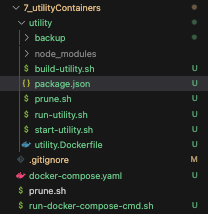 7_utilityContainers
utility
backup
node_modules
build-utility.sh U
{} package.json U
prune.sh U
run-utility.sh U
start-utility.sh U
utility.Dockerfile U
.gitignore M
docker-compose.yaml U
prune.sh
run-docker-compose-cmd.sh U